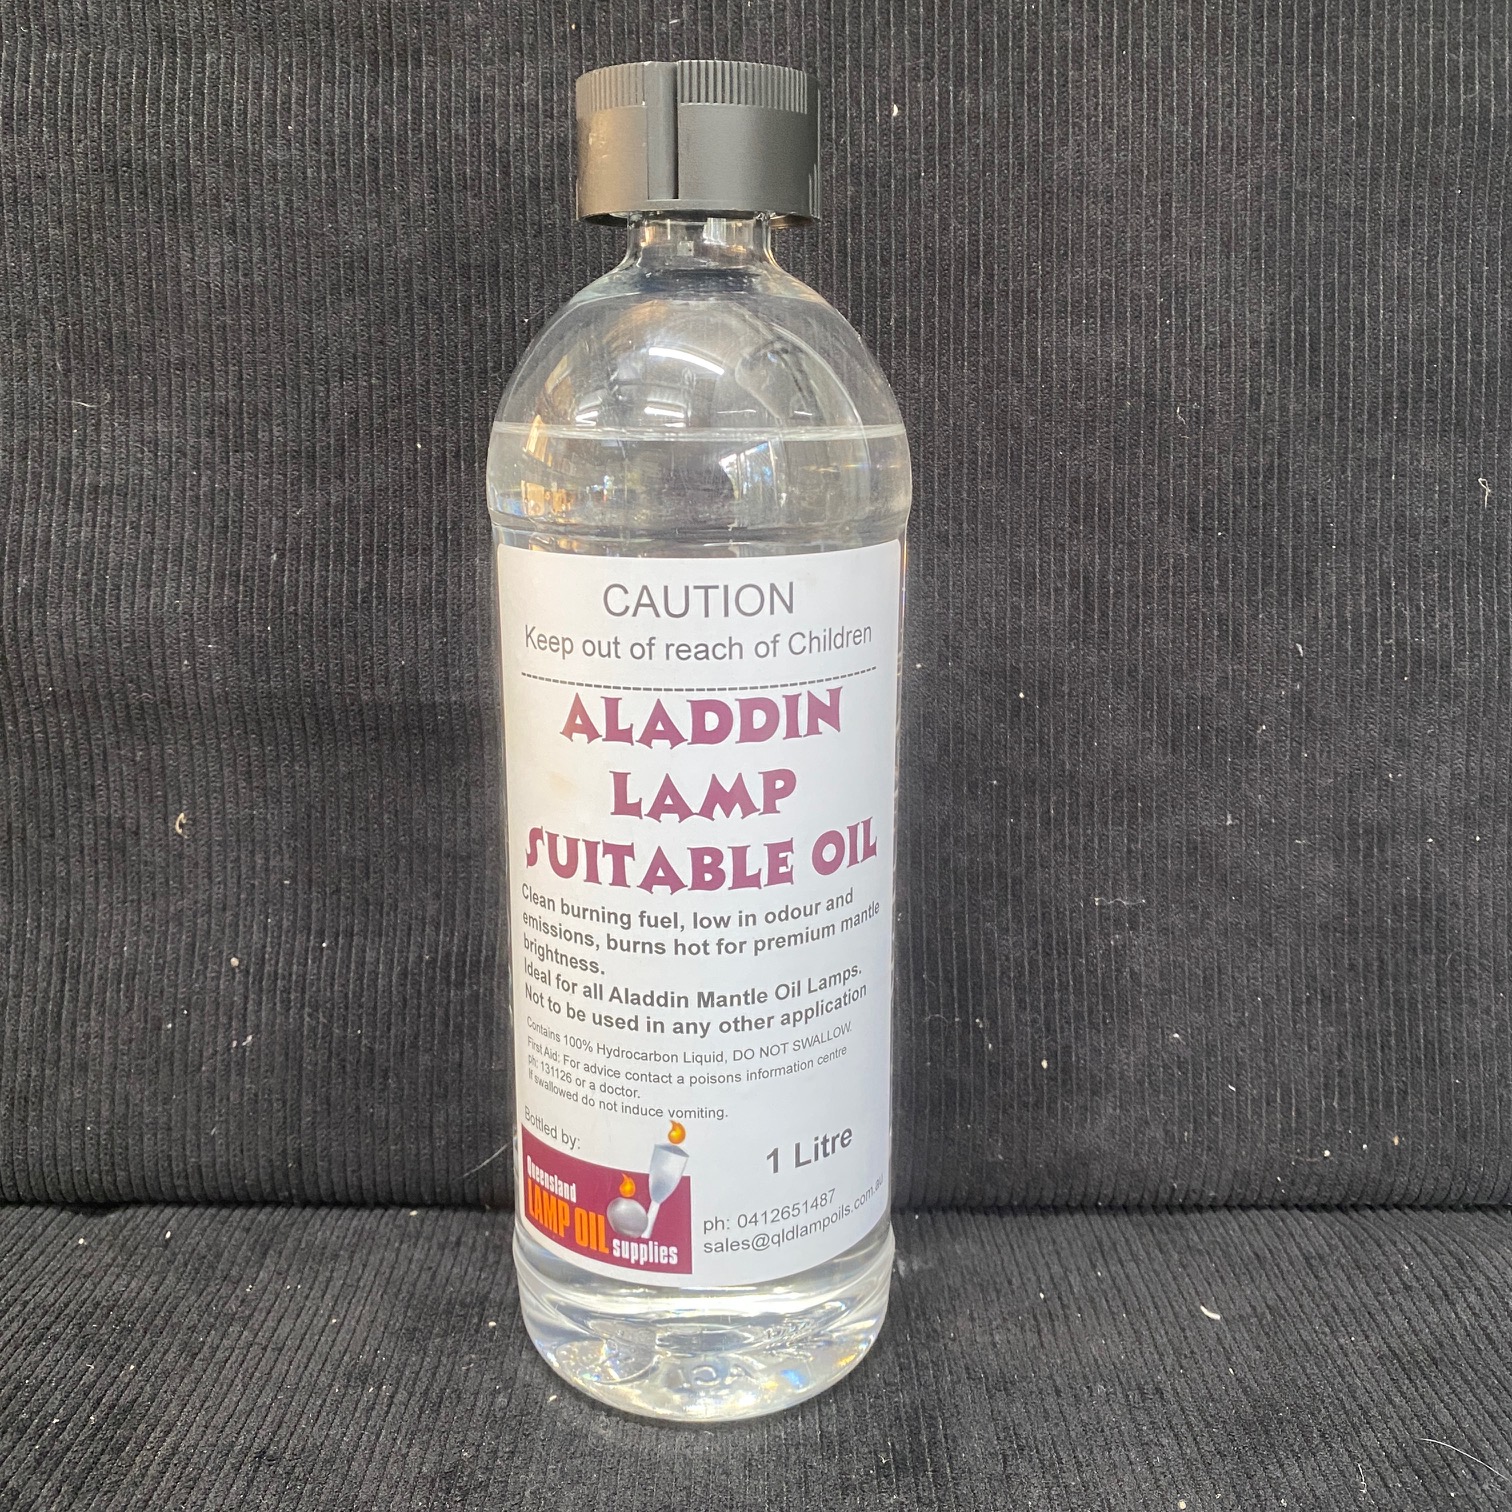 CAUTION
Keep out of reach of Children
ALADDIN
LAMP
SUITABLE OIL
Clean burning fuel, low in odour and
emissions, burns hot for premium mantle
brightness.
Ideal for all Aladdin Mantle Oil Lamps.
Not to be used in any other application
Contains 100% Hydrocarbon Liquid, DO NOT SWALLOW.
First Aid: For advice contact a poisons information centre
ph: 131126 or a doctor.
If swallowed do not induce vomiting.
Bottled by:
1 Litre
Queensland
LAMP OIL
supplies
ph: 0412651487
sales@qldlampoils.com.au